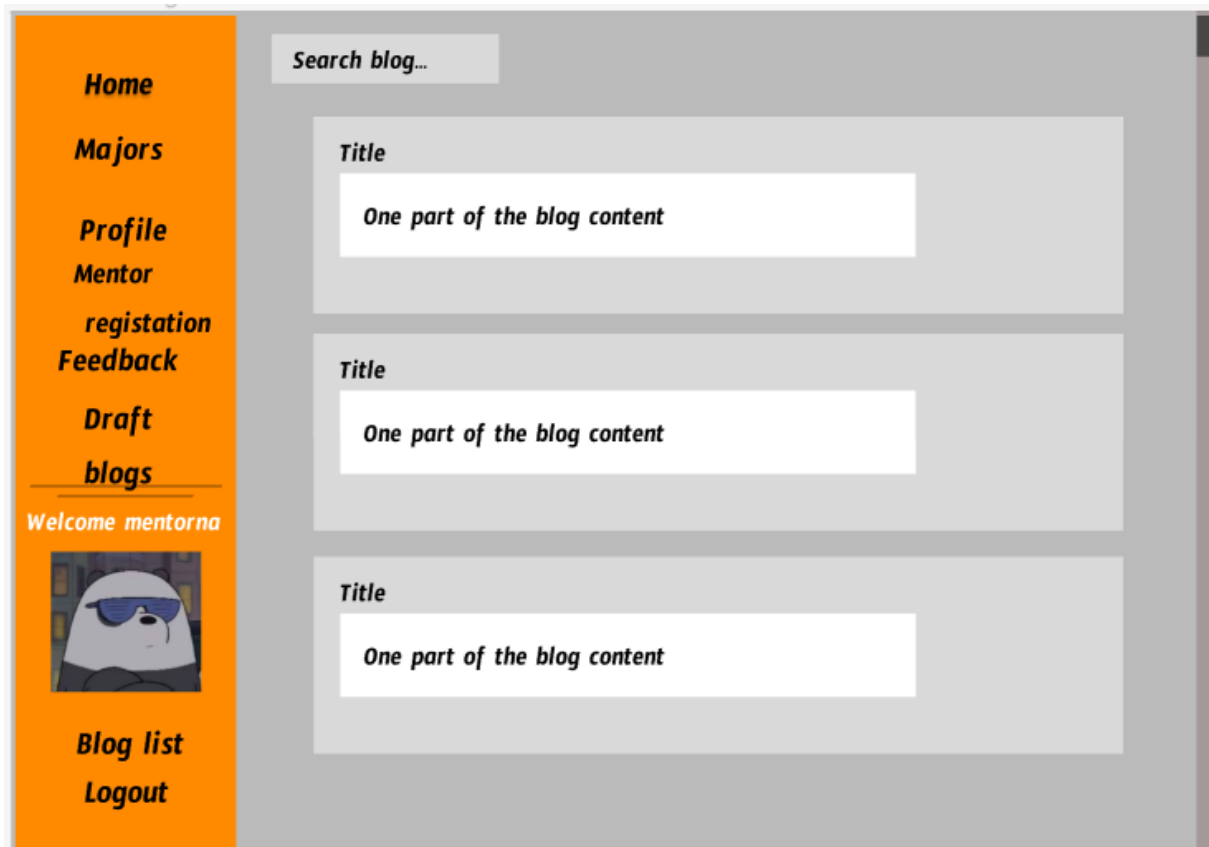 Home
Majors
Profile
Mentor
registation
Feedback
Draft
blogs
Welcome mentorna
Blog list
Logout
Search blog...
Title
One part of the blog content
Title
One part of the blog content
Title
One part of the blog content